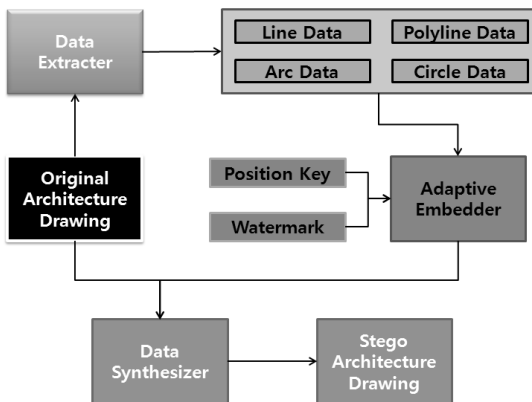 Data
Extracter
Line Data
Polyline Data
Arc Data
Circle Data
Original
Architecture
Drawing
Position Key
Watermark
Adaptive
Embedder
Data
Synthesizer
Stego
Architecture
Drawing